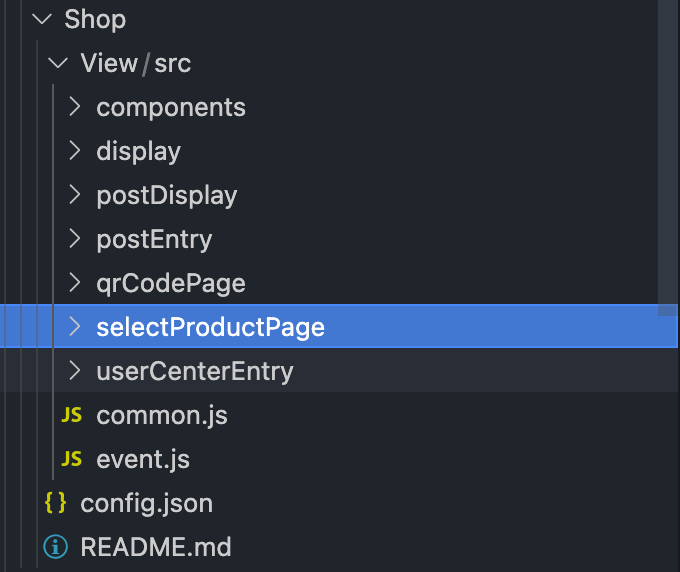 Shop
View/src
components
display
postDisplay
postEntry
qrCodePage
selectProductPage
userCenterEntry
JS common.js
JS event.js
{} config.json
README.md